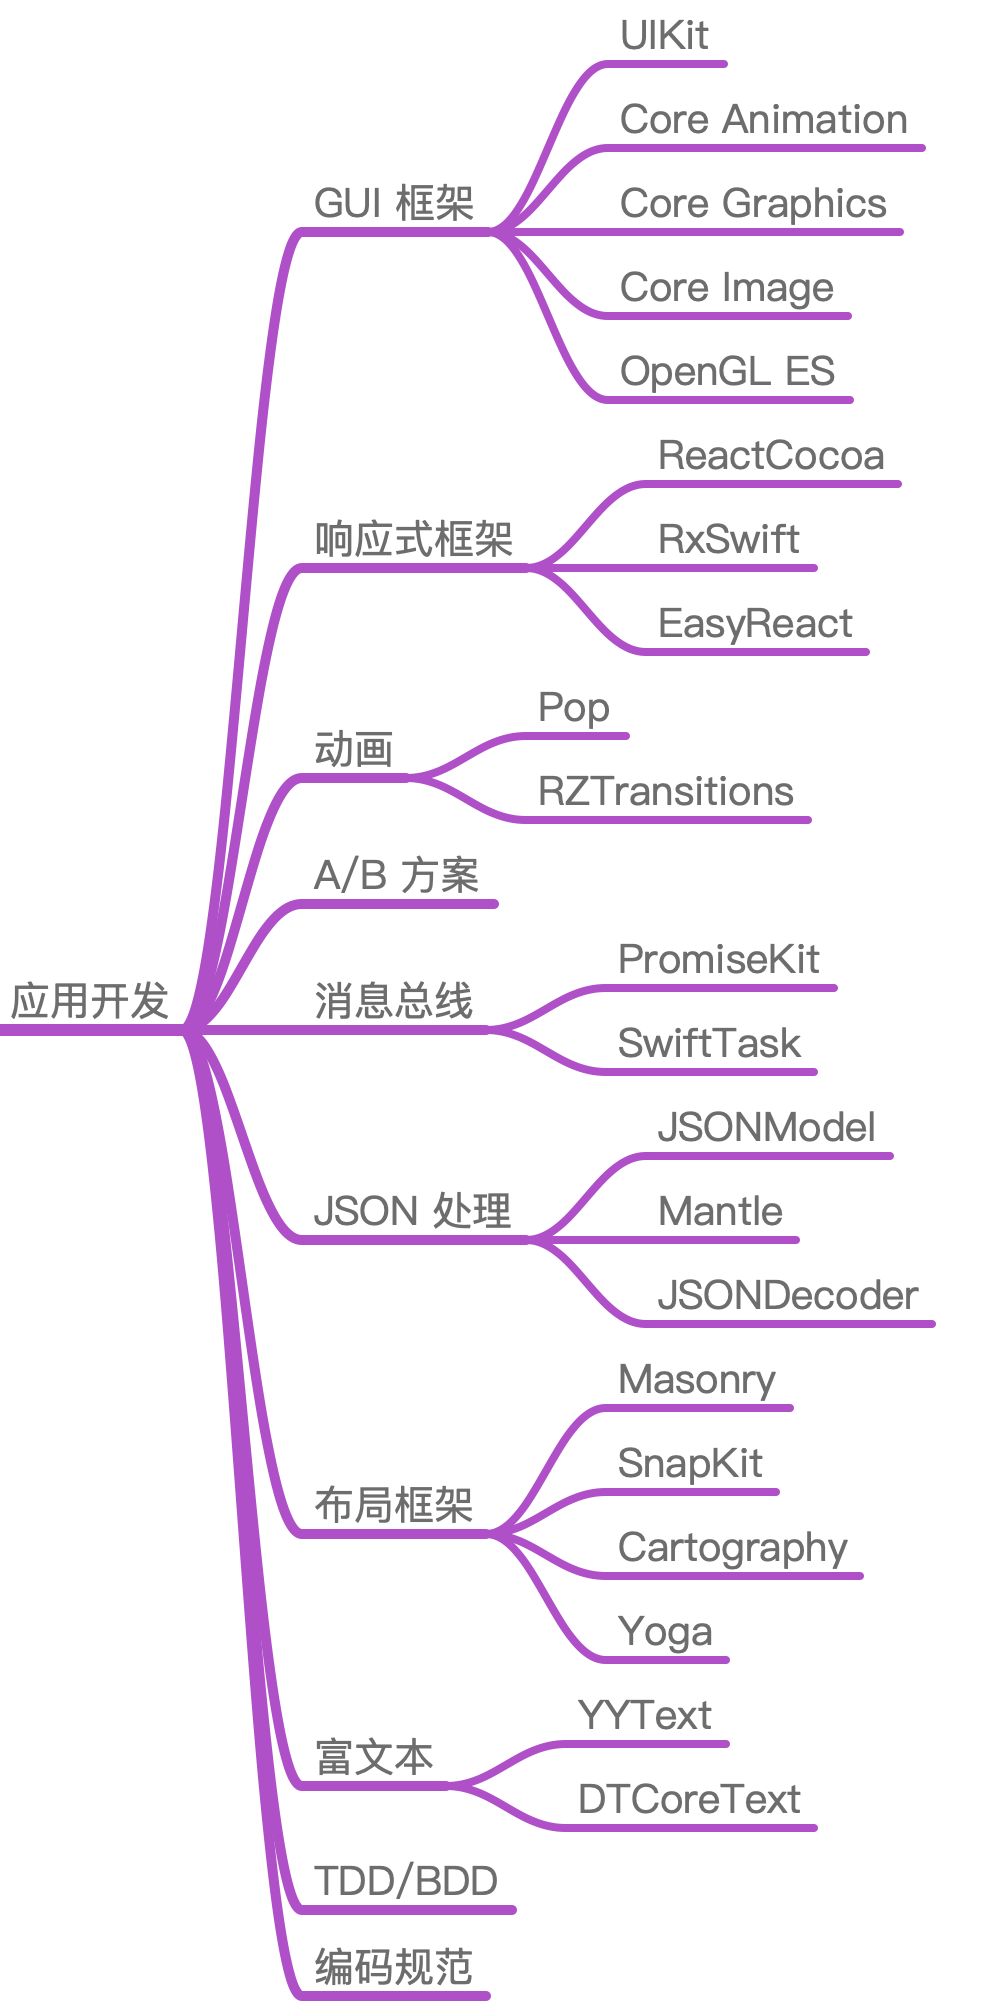 应用开发
GUI 框架
UIKit
Core Animation
Core Graphics
Core Image
OpenGL ES
响应式框架
ReactCocoa
RxSwift
EasyReact
动画
Pop
RZTransitions
A/B 方案
消息总线
PromiseKit
SwiftTask
JSON 处理
JSONModel
Mantle
JSONDecoder
布局框架
Masonry
SnapKit
Cartography
Yoga
富文本
YYText
DTCoreText
TDD/BDD
编码规范